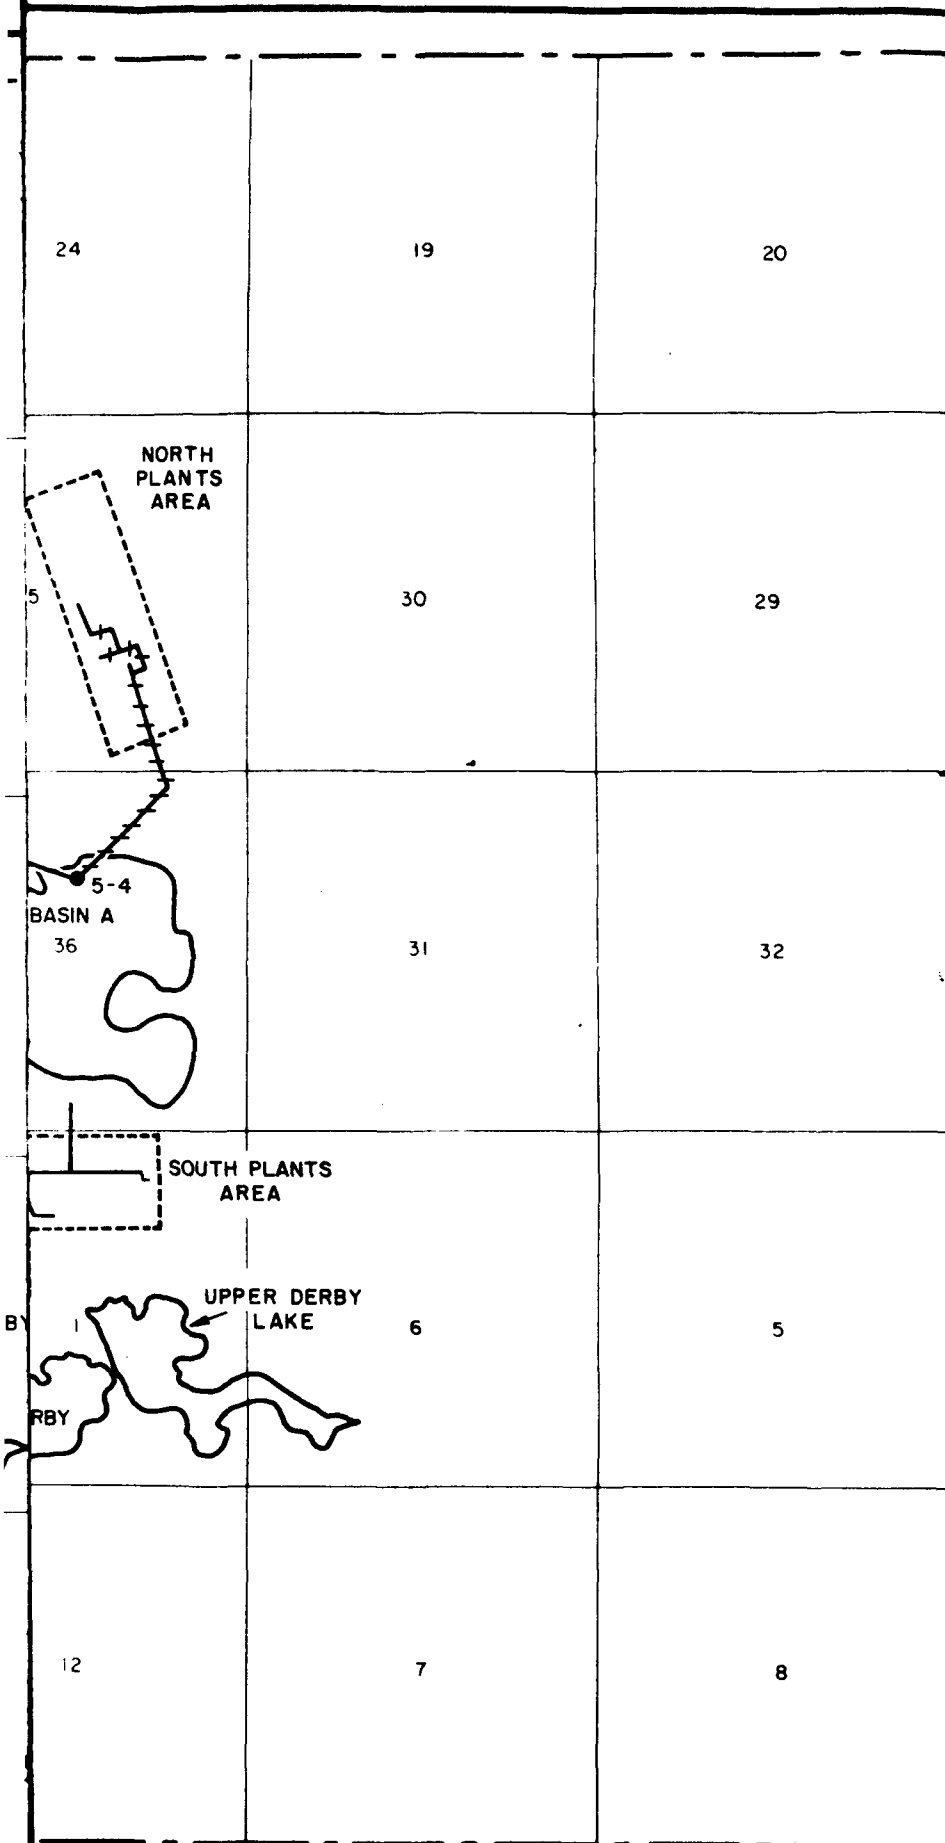 24
19
20
NORTH
PLANTS
AREA
5
30
29
5-4
BASIN A
36
31
32
SOUTH PLANTS
AREA
UPPER DERBY
LAKE
BY
1
6
5
RBY
12
7
8